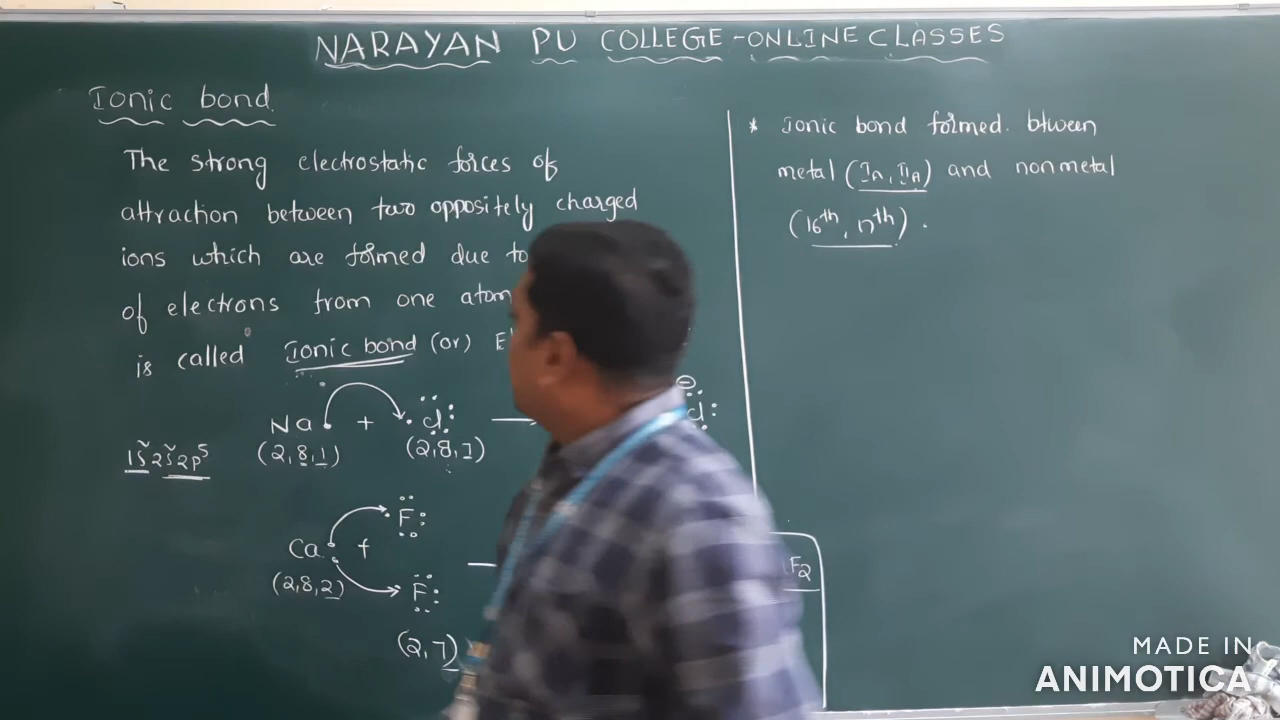 NARAYAN PU COLLEGE - ONLINE CLASSES
Ionic bond
The strong electrostatic forces of
attraction between two oppositely charged
ions which are formed due to
of electrons from one atom
is called Ionic bond (or)
Na + Cl
(2,8,1) (2,8,7)
1s² 2s² 2p⁵
Ca + F
F
(2,8,2)
(2,7)
F₂
* Ionic bond formed. btween
metal (IA, IIA) and nonmetal
(16th, 17th).
MADE IN
ANIMOTICA